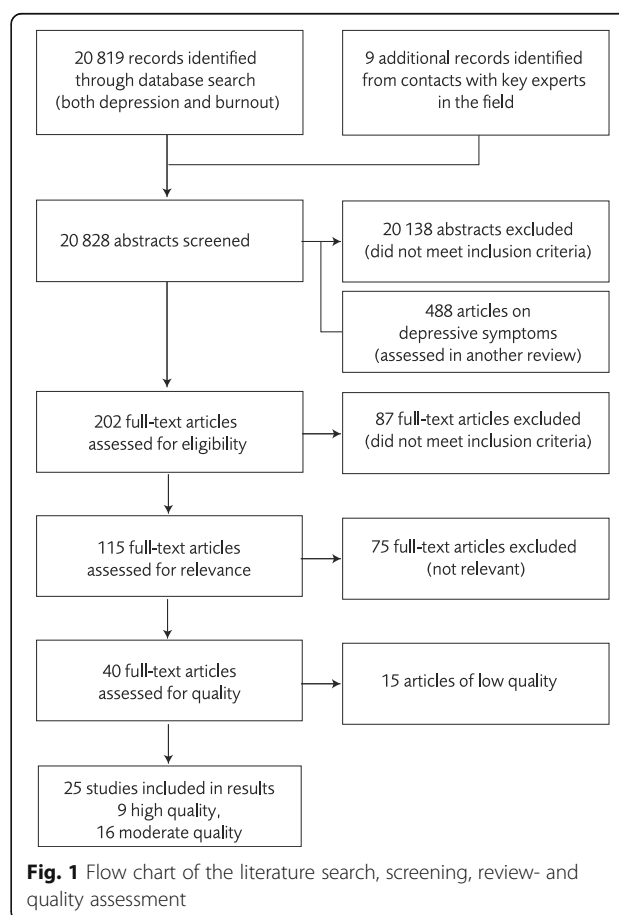 20 819 records identified
through database search
(both depression and burnout)
9 additional records identified
from contacts with key experts
in the field
20 828 abstracts screened
20 138 abstracts excluded
(did not meet inclusion criteria)
488 articles on
depressive symptoms
(assessed in another review)
202 full-text articles
assessed for eligibility
87 full-text articles excluded
(did not meet inclusion criteria)
115 full-text articles
assessed for relevance
75 full-text articles excluded
(not relevant)
40 full-text articles
assessed for quality
15 articles of low quality
25 studies included in results
9 high quality,
16 moderate quality
Fig. 1 Flow chart of the literature search, screening, review- and
quality assessment